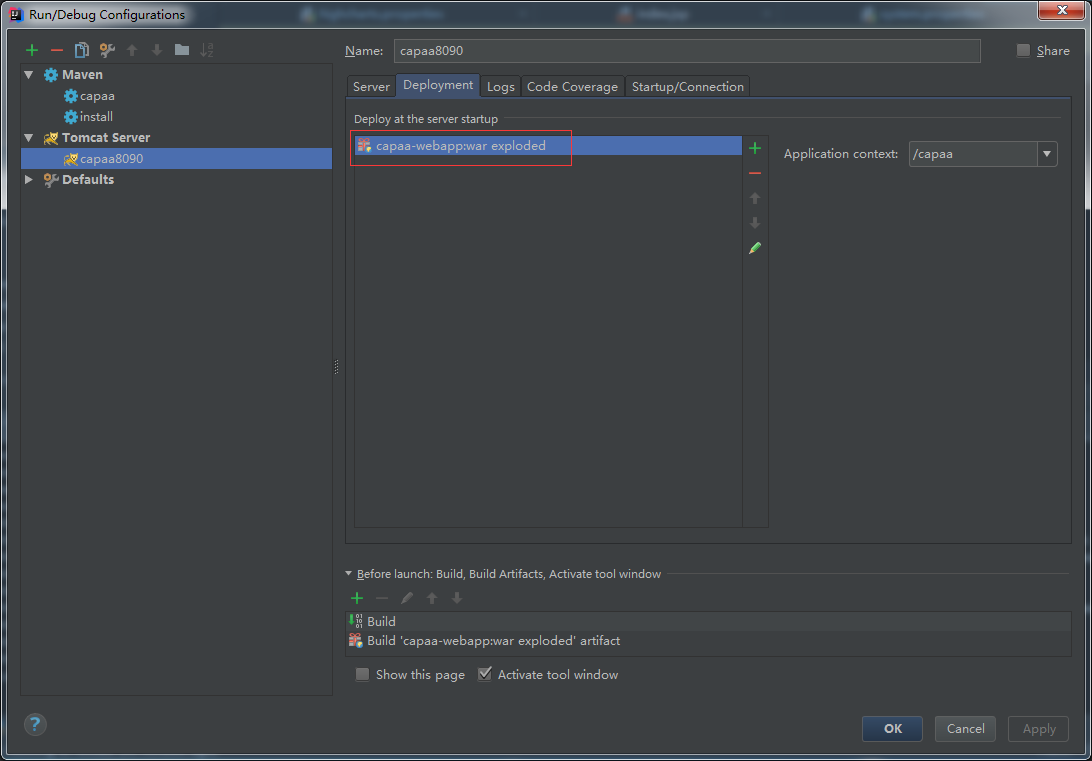 Run/Debug Configurations
Name: capaa8090 Share
Maven
capaa
install
Tomcat Server
capaa8090
Defaults
Server Deployment Logs Code Coverage Startup/Connection
Deploy at the server startup
capaa-webapp:war exploded
Application context: /capaa
Before launch: Build, Build Artifacts, Activate tool window
Build
Build 'capaa-webapp:war exploded' artifact
Show this page Activate tool window
OK Cancel Apply